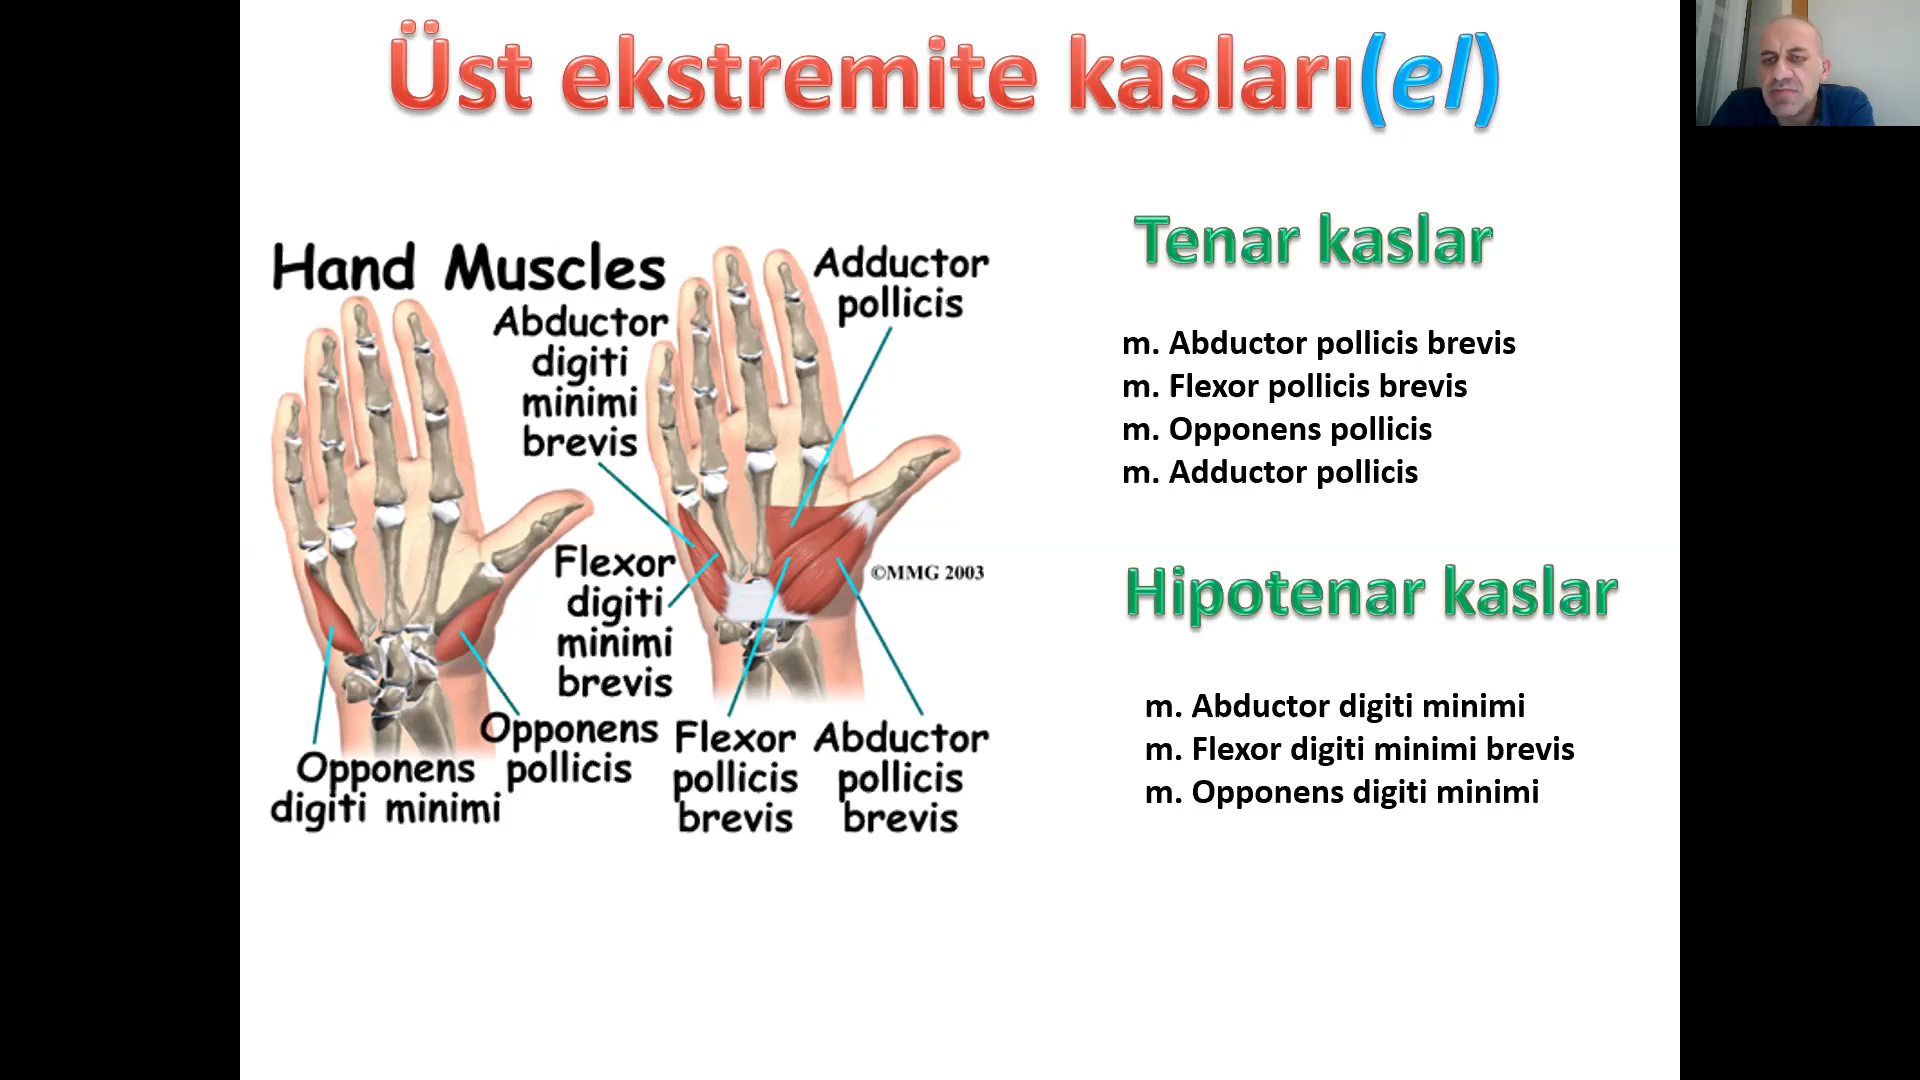 Üst ekstremite kasları(el)
Hand Muscles
Adductor
pollicis
Abductor
digiti
minimi
brevis
Flexor
digiti
minimi
brevis
©MMG 2003
Opponens
digiti minimi
Opponens
pollicis
Flexor
pollicis
brevis
Abductor
pollicis
brevis
Tenar kaslar
m. Abductor pollicis brevis
m. Flexor pollicis brevis
m. Opponens pollicis
m. Adductor pollicis
Hipotenar kaslar
m. Abductor digiti minimi
m. Flexor digiti minimi brevis
m. Opponens digiti minimi